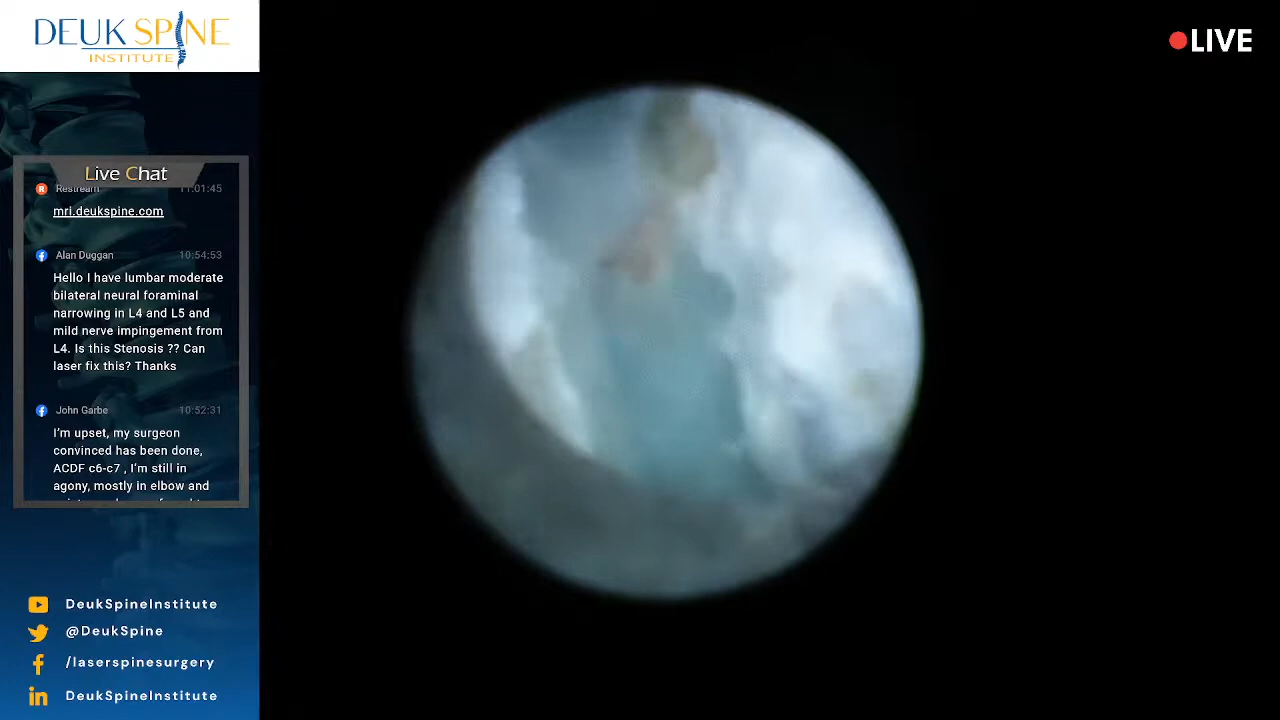 DEUK SPINE
INSTITUTE
LIVE
Live Chat
Restream 11:01:45
mri.deukspine.com
Alan Duggan 10:54:53
Hello I have lumbar moderate
bilateral neural foraminal
narrowing in L4 and L5 and
mild nerve impingement from
L4. Is this Stenosis ?? Can
laser fix this? Thanks
John Garbe 10:52:31
I'm upset, my surgeon
convinced has been done,
ACDF c6-c7 , I'm still in
agony, mostly in elbow and
DeukSpineInstitute
@DeukSpine
/laserspinesurgery
DeukSpineInstitute